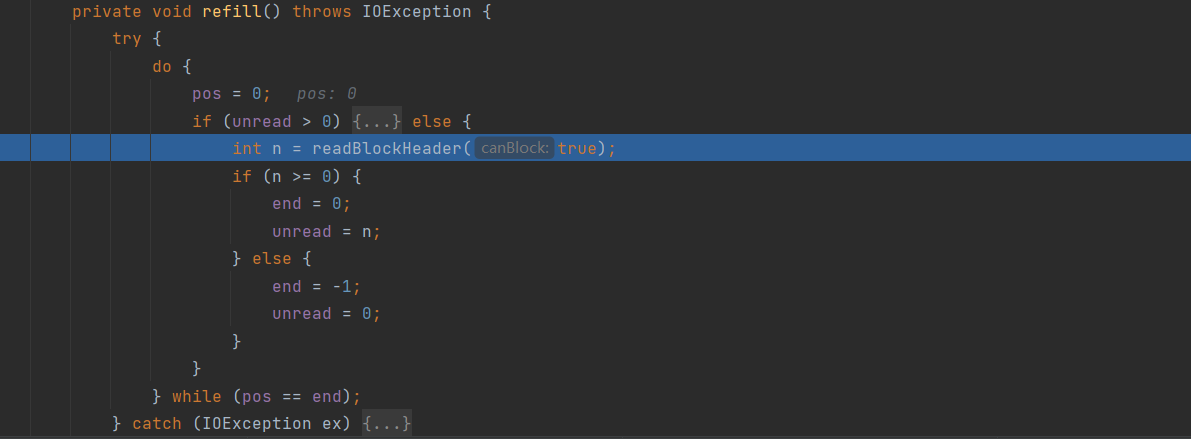 private void refill() throws IOException {
try {
do {
pos = 0; pos: 0
if (unread > 0) {...} else {
int n = readBlockHeader( canBlock: true);
if (n >= 0) {
end = 0;
unread = n;
} else {
end = -1;
unread = 0;
}
}
} while (pos == end);
} catch (IOException ex) {...}